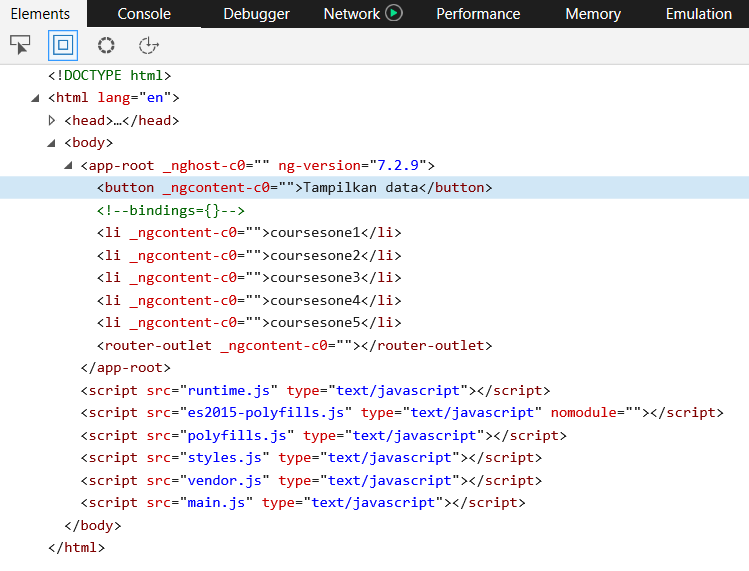 Elements Console Debugger Network Performance Memory Emulation
<!DOCTYPE html>
<html lang="en">
<head>…</head>
<body>
<app-root _nghost-c0="" ng-version="7.2.9">
<button _ngcontent-c0="">Tampilkan data</button>
<!--bindings={}-->
<li _ngcontent-c0="">coursesone1</li>
<li _ngcontent-c0="">coursesone2</li>
<li _ngcontent-c0="">coursesone3</li>
<li _ngcontent-c0="">coursesone4</li>
<li _ngcontent-c0="">coursesone5</li>
<router-outlet _ngcontent-c0=""></router-outlet>
</app-root>
<script src="runtime.js" type="text/javascript"></script>
<script src="es2015-polyfills.js" type="text/javascript" nomodule=""></script>
<script src="polyfills.js" type="text/javascript"></script>
<script src="styles.js" type="text/javascript"></script>
<script src="vendor.js" type="text/javascript"></script>
<script src="main.js" type="text/javascript"></script>
</body>
</html>